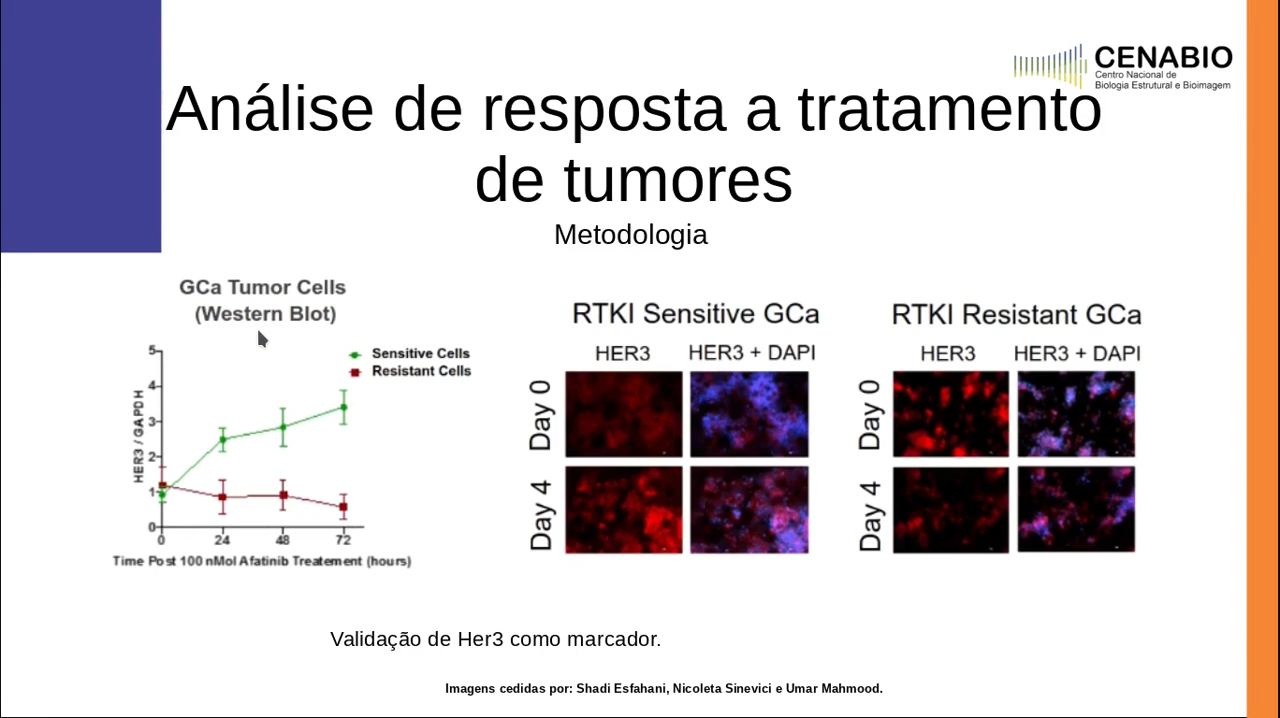 CENABIO
Centro Nacional de
Biologia Estrutural e Bioimagem
Análise de resposta a tratamento
de tumores
Metodologia
GCa Tumor Cells
(Western Blot)
Sensitive Cells
Resistant Cells
HER3 / GAPDH
5
4
3
2
1
0
0 24 48 72
Time Post 100 nMol Afatinib Treatement (hours)
RTKI Sensitive GCa
HER3 HER3 + DAPI
Day 0
Day 4
RTKI Resistant GCa
HER3 HER3 + DAPI
Day 0
Day 4
Validação de Her3 como marcador.
Imagens cedidas por: Shadi Esfahani, Nicoleta Sinevici e Umar Mahmood.